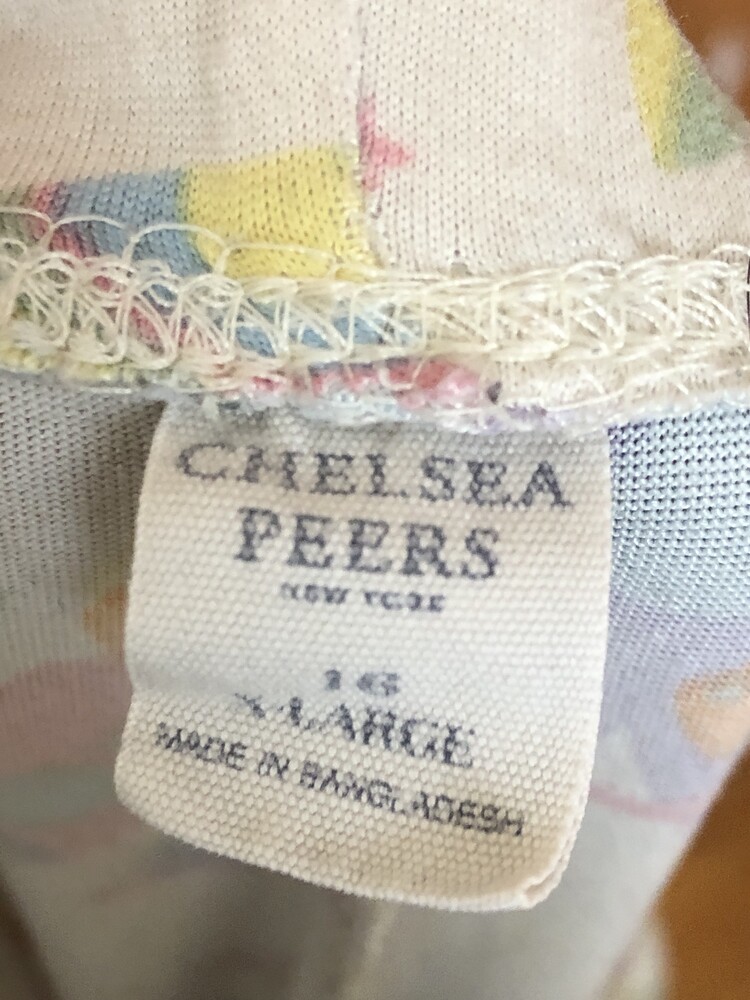 CHELSEA
PEERS
NEW YORK
16
X-LARGE
MADE IN BANGLADESH